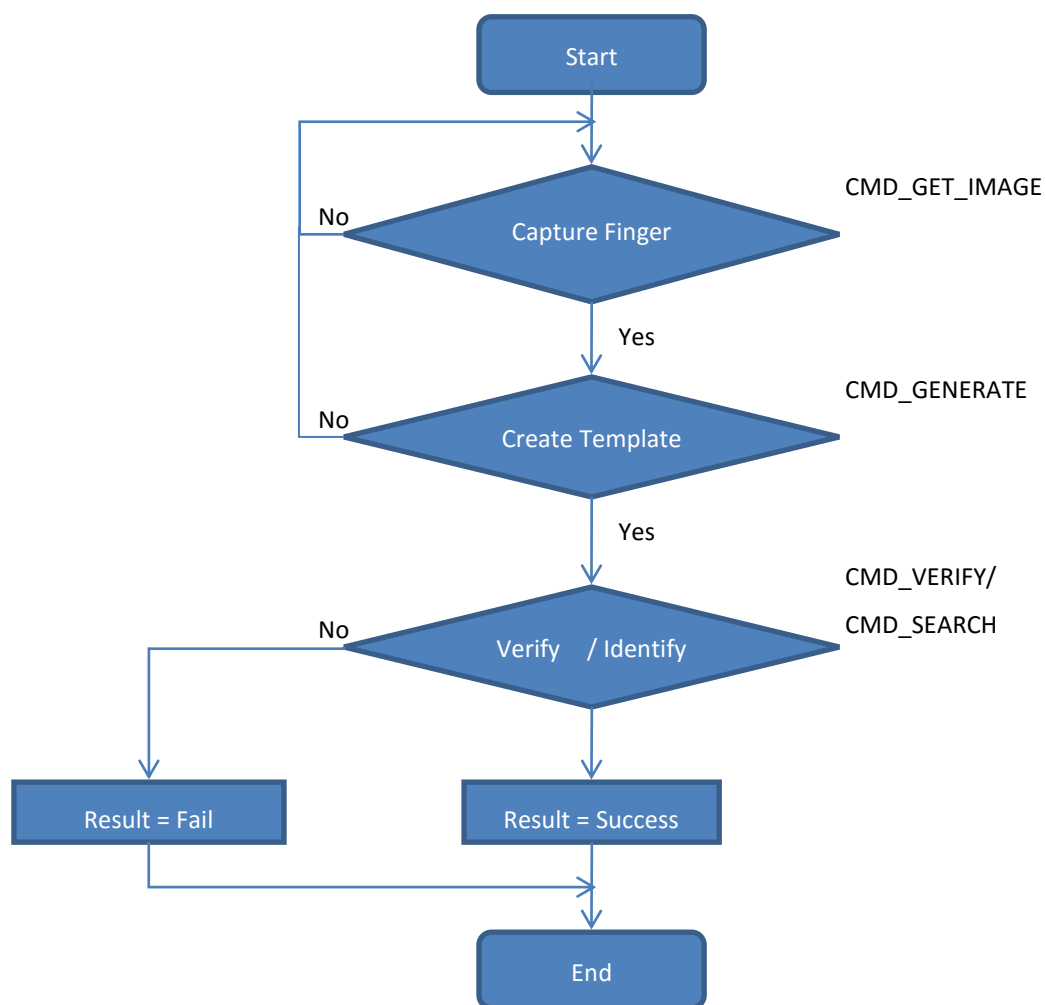 Start
CMD_GET_IMAGE
No
Capture Finger
Yes
CMD_GENERATE
No
Create Template
Yes
CMD_VERIFY/
CMD_SEARCH
No
Verify / Identify
Result = Fail
Result = Success
End